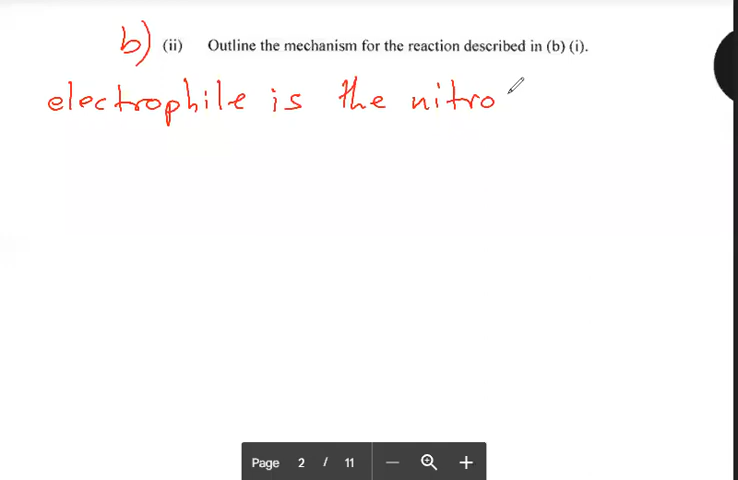 b) (ii) Outline the mechanism for the reaction described in (b) (i).
electrophile is the nitro
Page 2 / 11